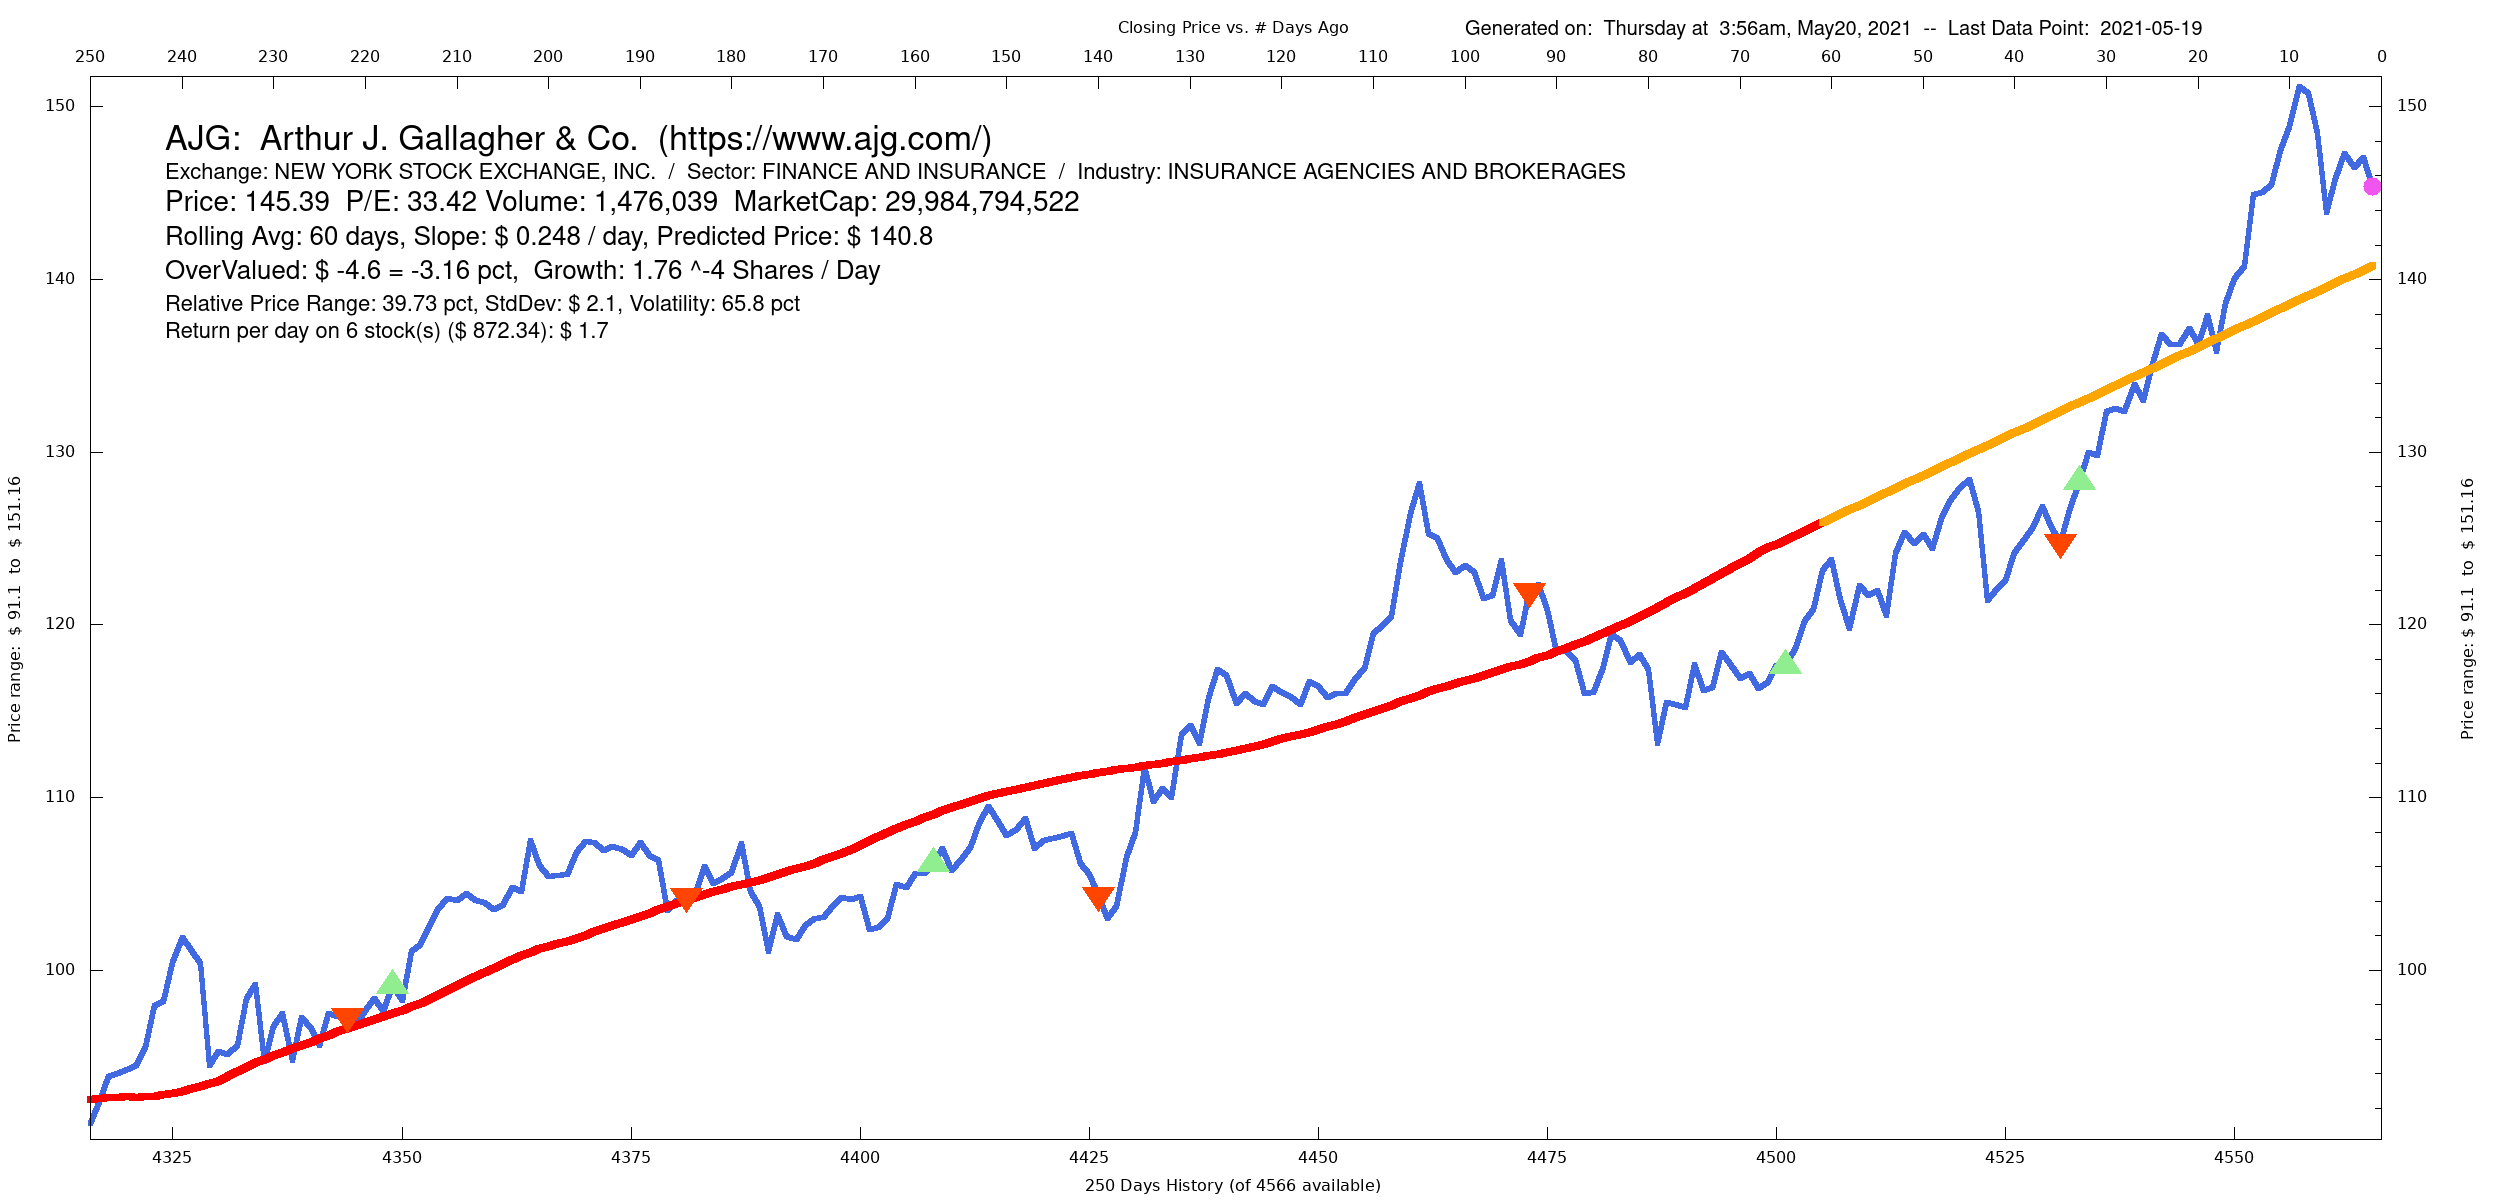 Closing Price vs. # Days Ago
Generated on:  Thursday at  3:56am, May20, 2021  --  Last Data Point:  2021-05-19
250 240 230 220 210 200 190 180 170 160 150 140 130 120 110 100 90 80 70 60 50 40 30 20 10 0
150 150
AJG:  Arthur J. Gallagher & Co.  (https://www.ajg.com/)
Exchange: NEW YORK STOCK EXCHANGE, INC.  /  Sector: FINANCE AND INSURANCE  /  Industry: INSURANCE AGENCIES AND BROKERAGES
Price: 145.39  P/E: 33.42 Volume: 1,476,039  MarketCap: 29,984,794,522
Rolling Avg: 60 days, Slope: $ 0.248 / day, Predicted Price: $ 140.8
OverValued: $ -4.6 = -3.16 pct,  Growth: 1.76 ^-4 Shares / Day
140 140
Relative Price Range: 39.73 pct, StdDev: $ 2.1, Volatility: 65.8 pct
Return per day on 6 stock(s) ($ 872.34): $ 1.7
130 130
Price range:  $ 91.1  to  $ 151.16
Price range: $ 91.1  to  $ 151.16
120 120
110 110
100 100
4325 4350 4375 4400 4425 4450 4475 4500 4525 4550
250 Days History (of 4566 available)